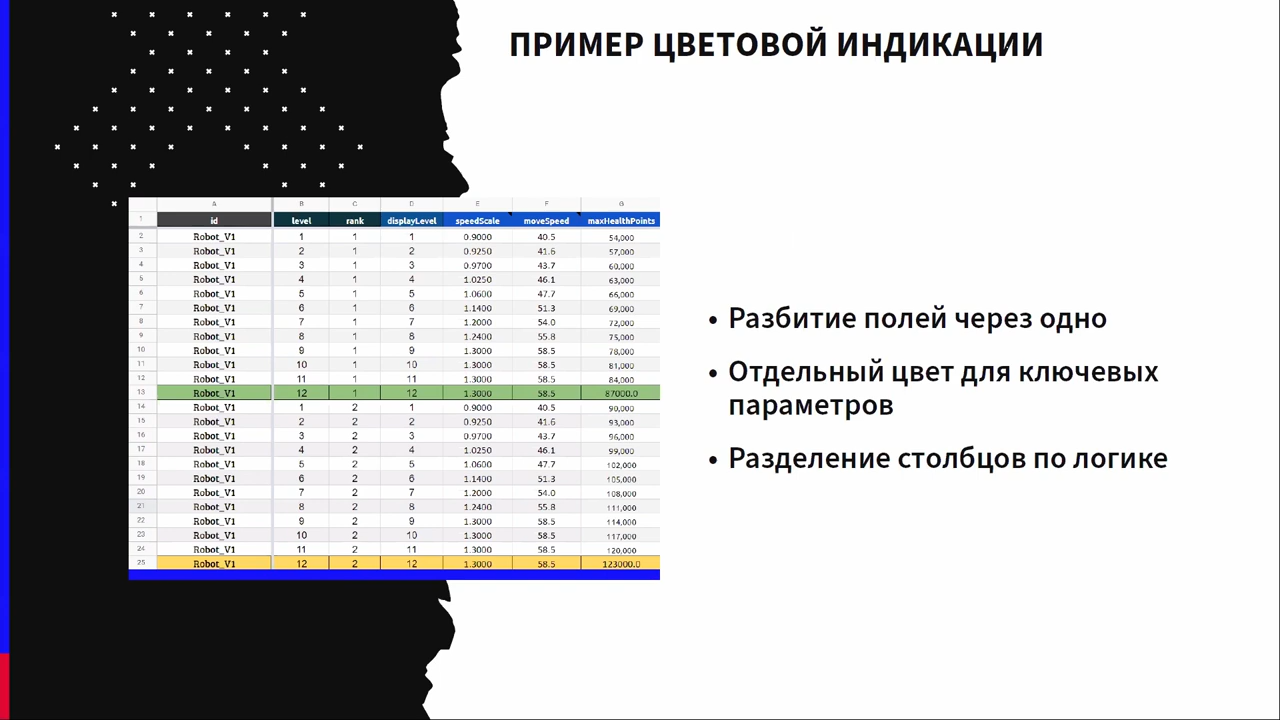 ПРИМЕР ЦВЕТОВОЙ ИНДИКАЦИИ
A B C D E F G
1 id level rank displayLevel speedScale moveSpeed maxHealthPoints
2 Robot_V1 1 1 1 0.9000 40.5 54,000
3 Robot_V1 2 1 2 0.9250 41.6 57,000
4 Robot_V1 3 1 3 0.9700 43.7 60,000
5 Robot_V1 4 1 4 1.0250 46.1 63,000
6 Robot_V1 5 1 5 1.0600 47.7 66,000
7 Robot_V1 6 1 6 1.1400 51.3 69,000
8 Robot_V1 7 1 7 1.2000 54.0 72,000
9 Robot_V1 8 1 8 1.2400 55.8 75,000
10 Robot_V1 9 1 9 1.3000 58.5 78,000
11 Robot_V1 10 1 10 1.3000 58.5 81,000
12 Robot_V1 11 1 11 1.3000 58.5 84,000
13 Robot_V1 12 1 12 1.3000 58.5 87000.0
14 Robot_V1 1 2 1 0.9000 40.5 90,000
15 Robot_V1 2 2 2 0.9250 41.6 93,000
16 Robot_V1 3 2 3 0.9700 43.7 96,000
17 Robot_V1 4 2 4 1.0250 46.1 99,000
18 Robot_V1 5 2 5 1.0600 47.7 102,000
19 Robot_V1 6 2 6 1.1400 51.3 105,000
20 Robot_V1 7 2 7 1.2000 54.0 108,000
21 Robot_V1 8 2 8 1.2400 55.8 111,000
22 Robot_V1 9 2 9 1.3000 58.5 114,000
23 Robot_V1 10 2 10 1.3000 58.5 117,000
24 Robot_V1 11 2 11 1.3000 58.5 120,000
25 Robot_V1 12 2 12 1.3000 58.5 123000.0
• Разбитие полей через одно
• Отдельный цвет для ключевых
параметров
• Разделение столбцов по логике